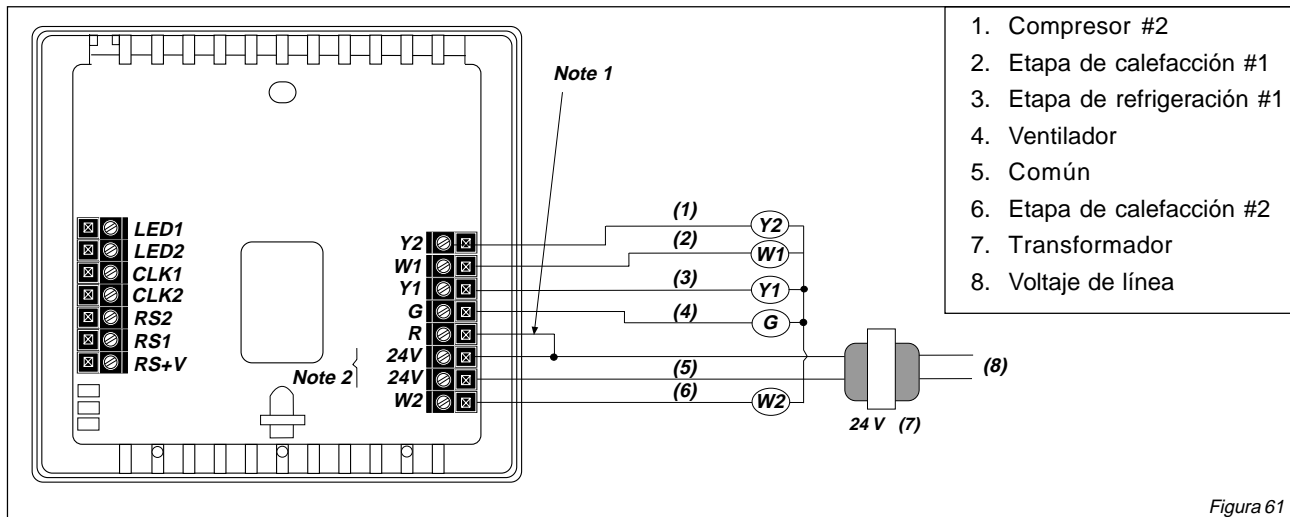 1. Compresor #2
2. Etapa de calefacción #1
3. Etapa de refrigeración #1
4. Ventilador
5. Común
6. Etapa de calefacción #2
7. Transformador
8. Voltaje de línea
Note 1
LED1
LED2
CLK1
CLK2
RS2
RS1
RS+V
Note 2
Y2
W1
Y1
G
R
24V
24V
W2
(1)
(2)
(3)
(4)
(5)
(6)
Y2
W1
Y1
G
W2
(8)
24 V (7)
Figura 61